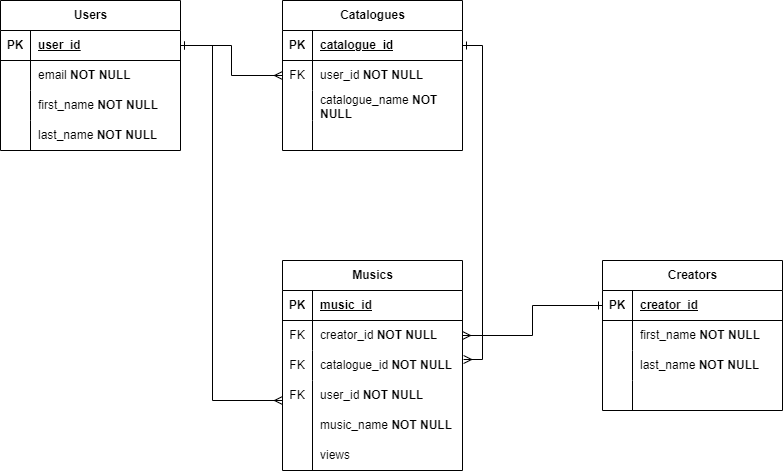 Users
PK user_id
email NOT NULL
first_name NOT NULL
last_name NOT NULL
Catalogues
PK catalogue_id
FK user_id NOT NULL
catalogue_name NOT
NULL
Musics
PK music_id
FK creator_id NOT NULL
FK catalogue_id NOT NULL
FK user_id NOT NULL
music_name NOT NULL
views
Creators
PK creator_id
first_name NOT NULL
last_name NOT NULL